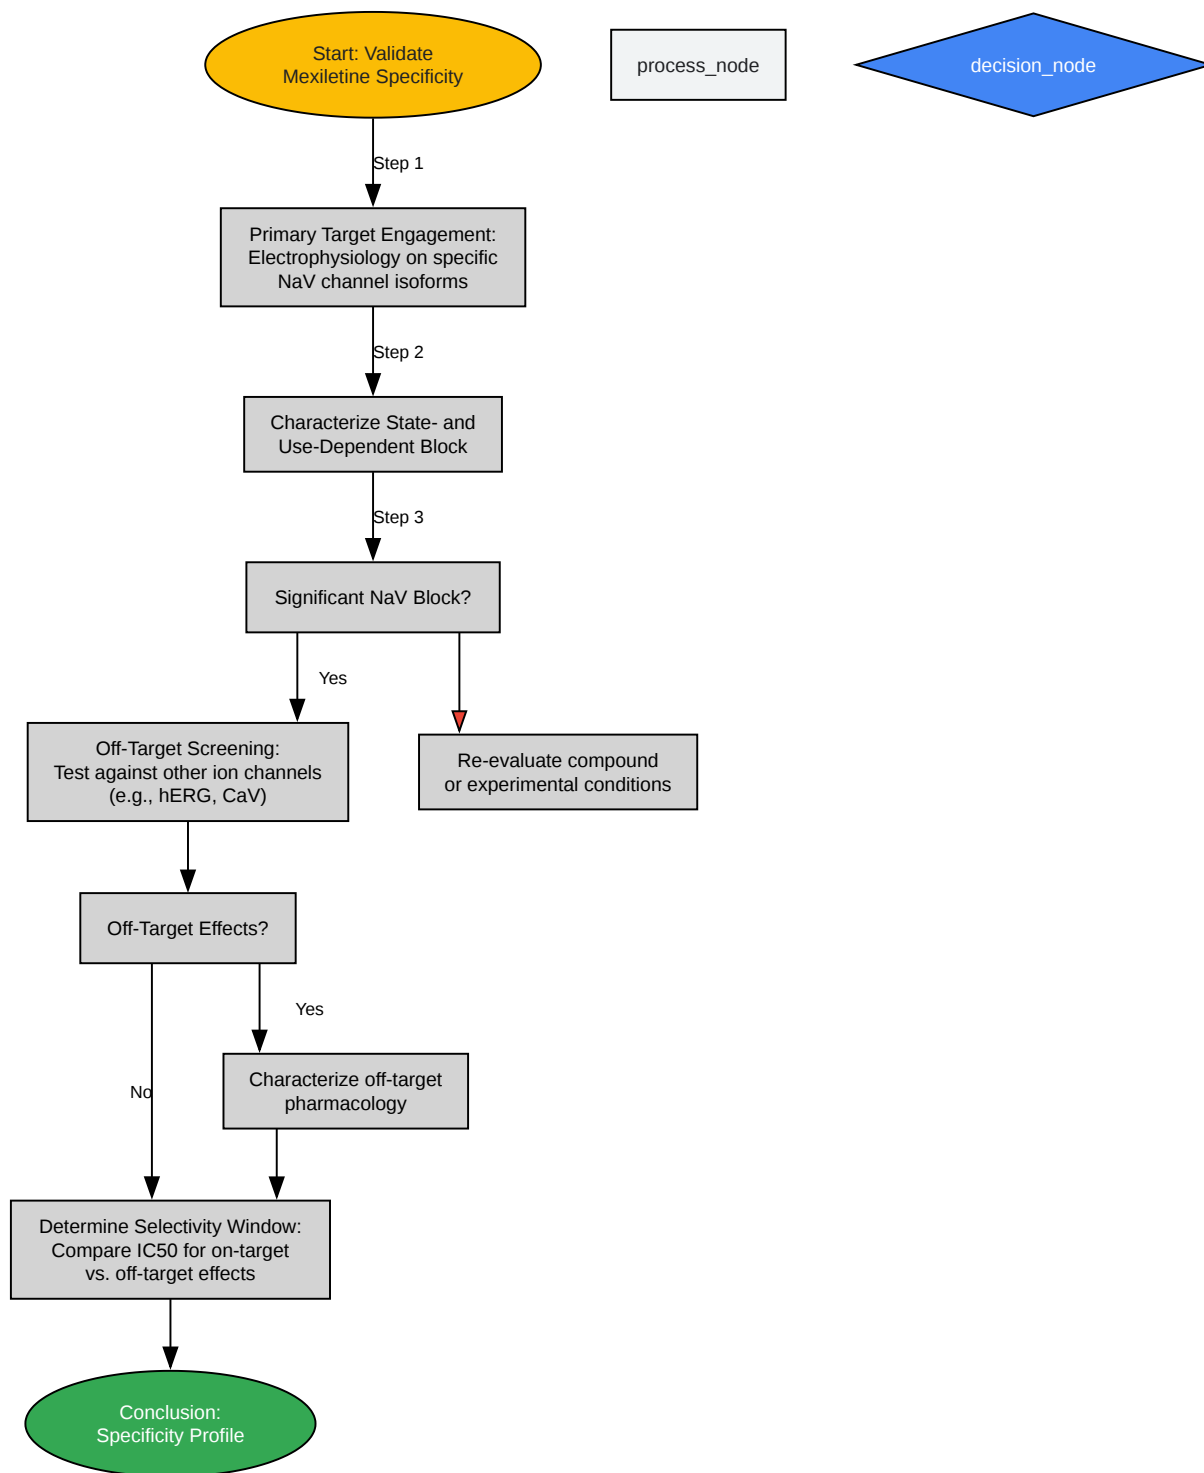 Start: Validate
Mexiletine Specificity
process_node
decision_node
Step 1
Primary Target Engagement:
Electrophysiology on specific
NaV channel isoforms
Step 2
Characterize State- and
Use-Dependent Block
Step 3
Significant NaV Block?
Yes
Off-Target Screening:
Test against other ion channels
(e.g., hERG, CaV)
Re-evaluate compound
or experimental conditions
Off-Target Effects?
Yes
Characterize off-target
pharmacology
No
Determine Selectivity Window:
Compare IC50 for on-target
vs. off-target effects
Conclusion:
Specificity Profile